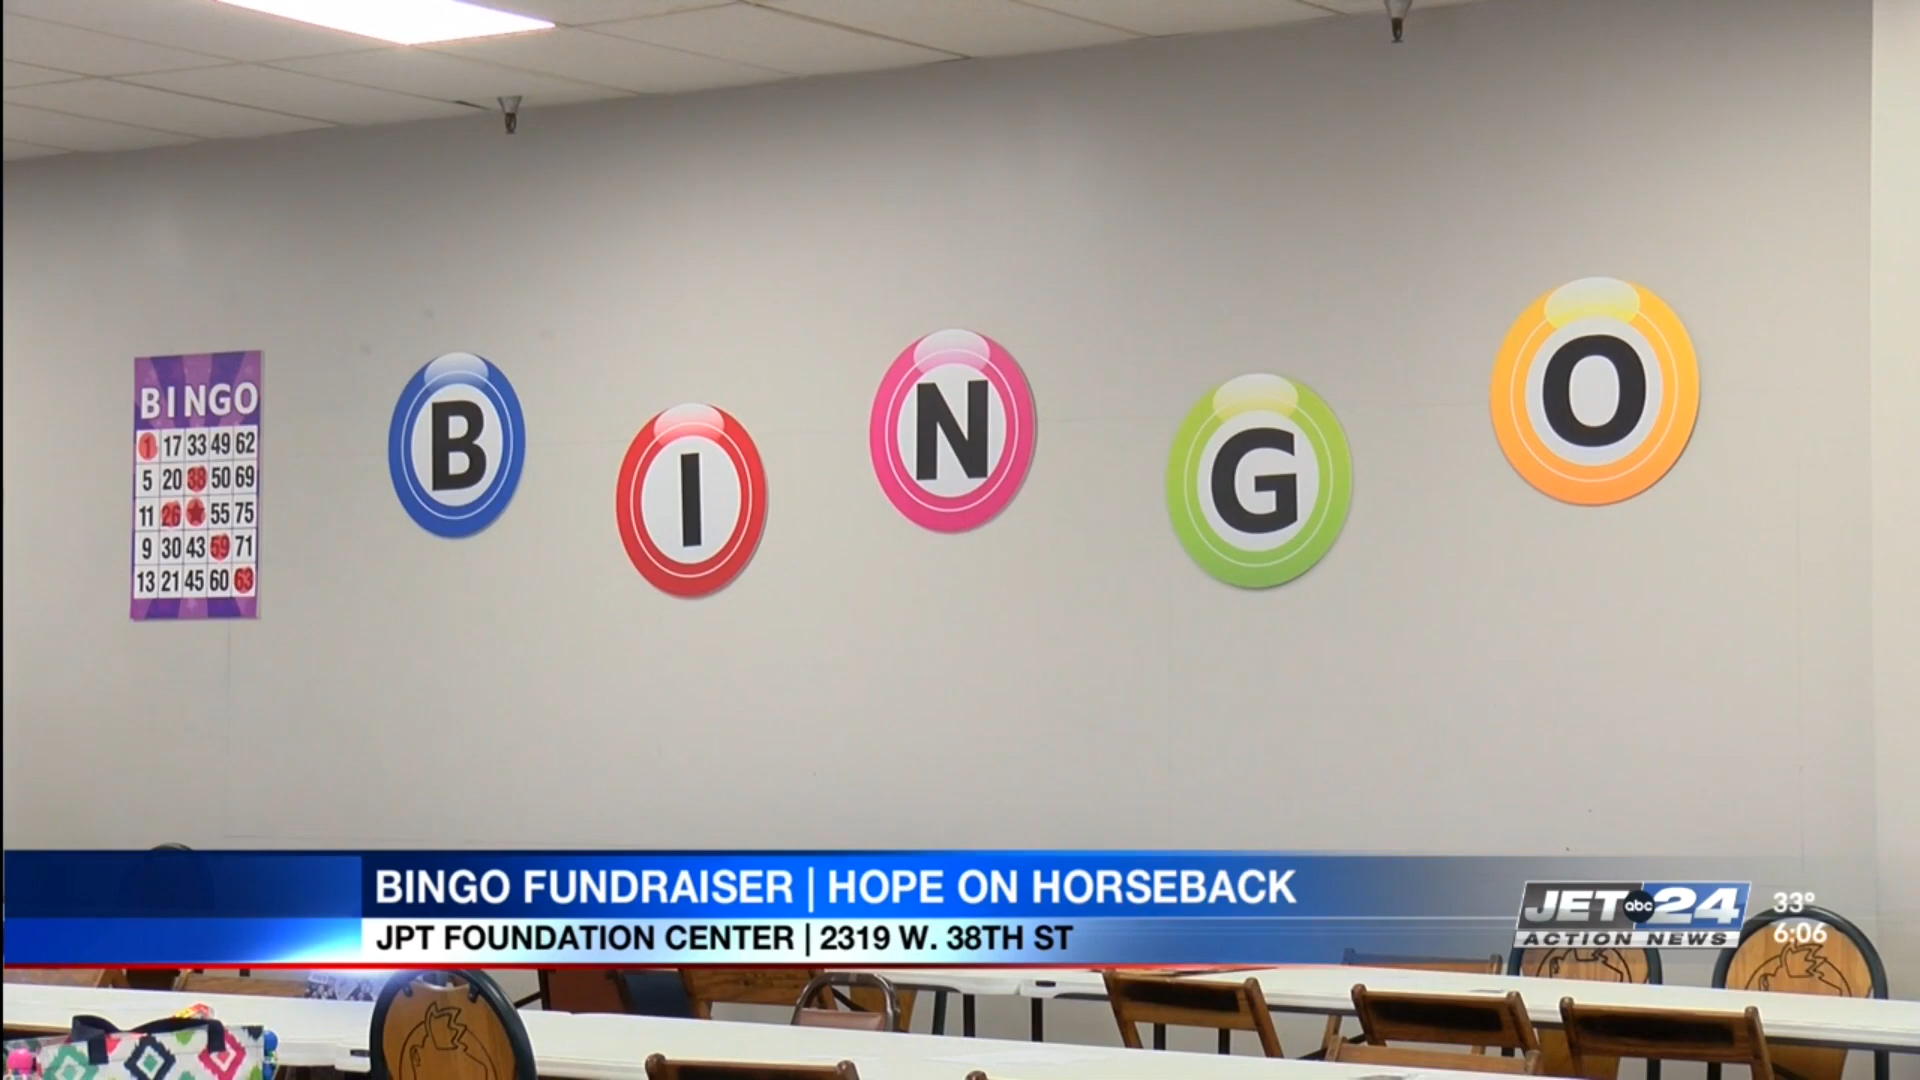 BINGO
1 17 33 49 62
5 20 38 50 69
11 26 55 75
9 30 43 59 71
13 21 45 60 63
B I N G O
BINGO FUNDRAISER | HOPE ON HORSEBACK
JPT FOUNDATION CENTER | 2319 W. 38TH ST
JET abc 24
ACTION NEWS
33°
6:06